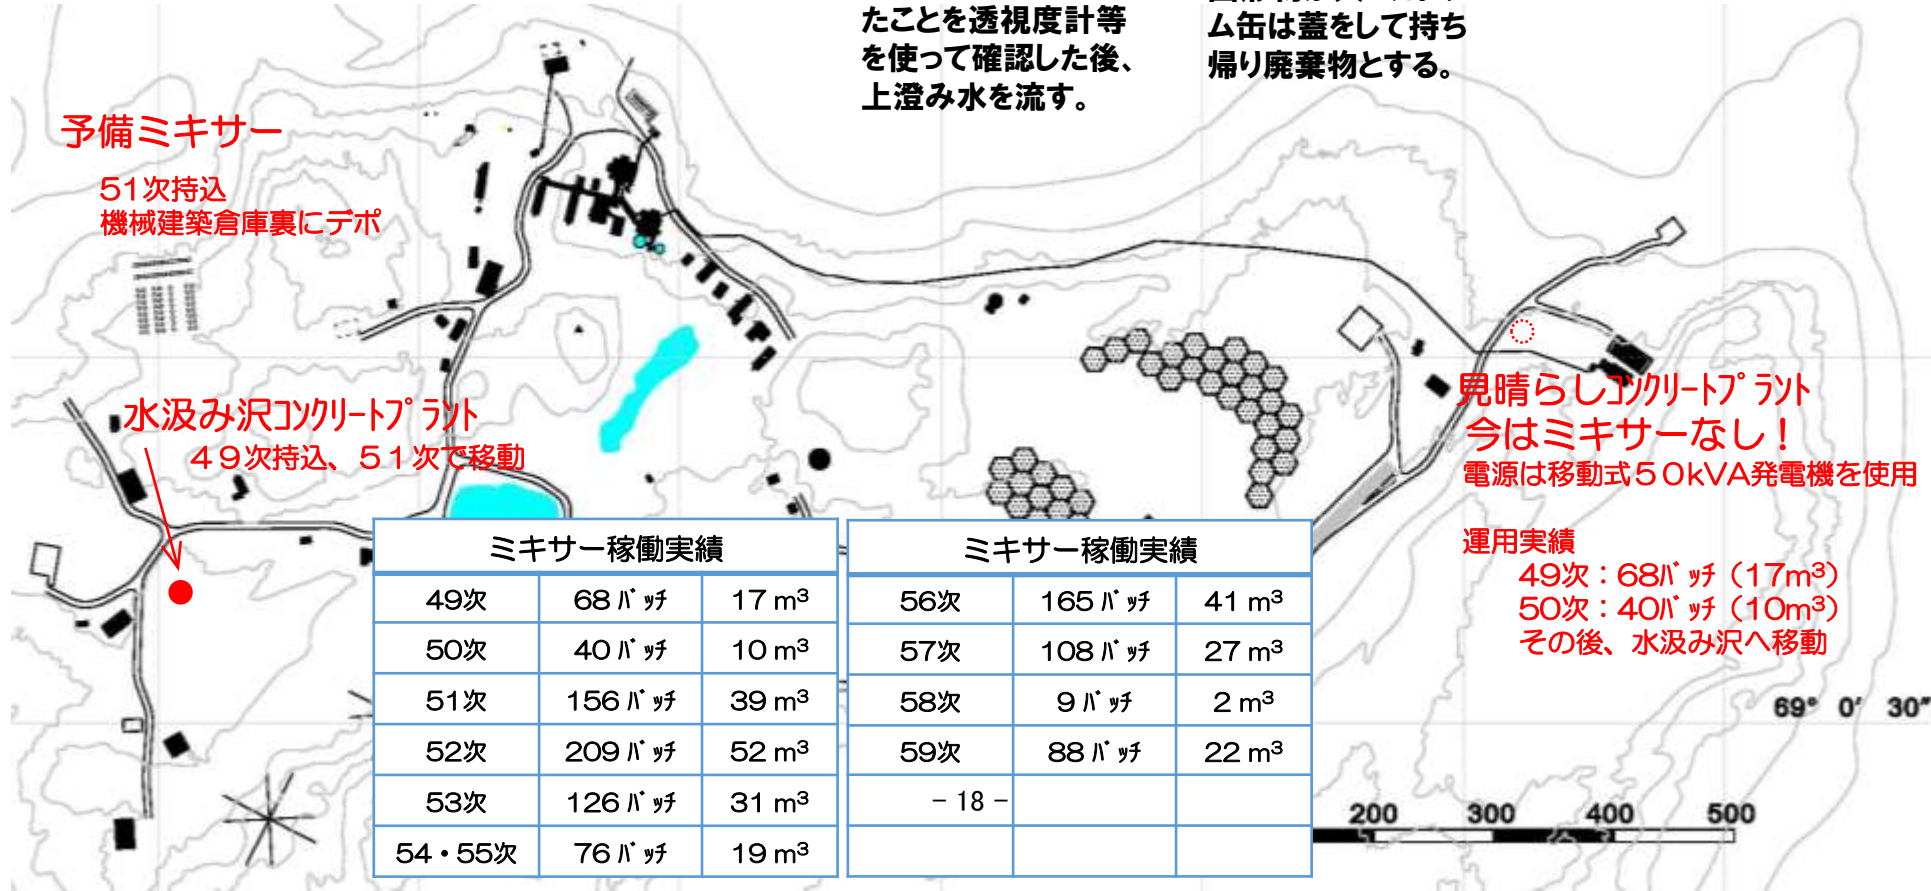 たことを透視度計等
を使って確認した後、
上澄み水を流す。
ム缶は蓋をして持ち
帰り廃棄物とする。
予備ミキサー
51次持込
機械建築倉庫裏にデポ
水汲み沢ｺﾝｸﾘｰﾄﾌﾟﾗﾝﾄ
４９次持込、５１次で移動
見晴らしｺﾝｸﾘｰﾄﾌﾟﾗﾝﾄ
今はミキサーなし！
電源は移動式５０kVA発電機を使用
運用実績
49次：68ﾊﾞｯﾁ（17m³）
50次：40ﾊﾞｯﾁ（10m³）
その後、水汲み沢へ移動
ミキサー稼働実績
49次 68ﾊﾞｯﾁ 17 m³
50次 40ﾊﾞｯﾁ 10 m³
51次 156ﾊﾞｯﾁ 39 m³
52次 209ﾊﾞｯﾁ 52 m³
53次 126ﾊﾞｯﾁ 31 m³
54・55次 76ﾊﾞｯﾁ 19 m³
ミキサー稼働実績
56次 165ﾊﾞｯﾁ 41 m³
57次 108ﾊﾞｯﾁ 27 m³
58次 9ﾊﾞｯﾁ 2 m³
59次 88ﾊﾞｯﾁ 22 m³
－18－
69° 0′ 30″
200 300 400 500